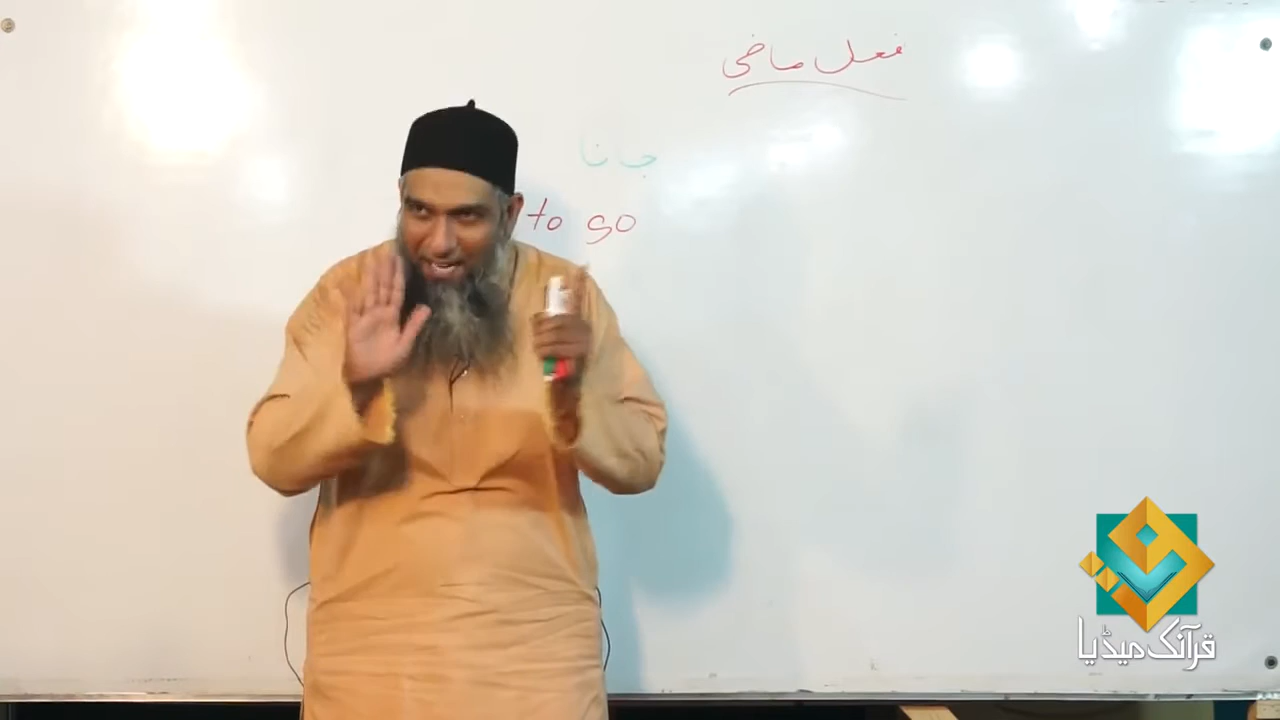 فعل ماضی
جانا
to go
قرآنک میڈیا